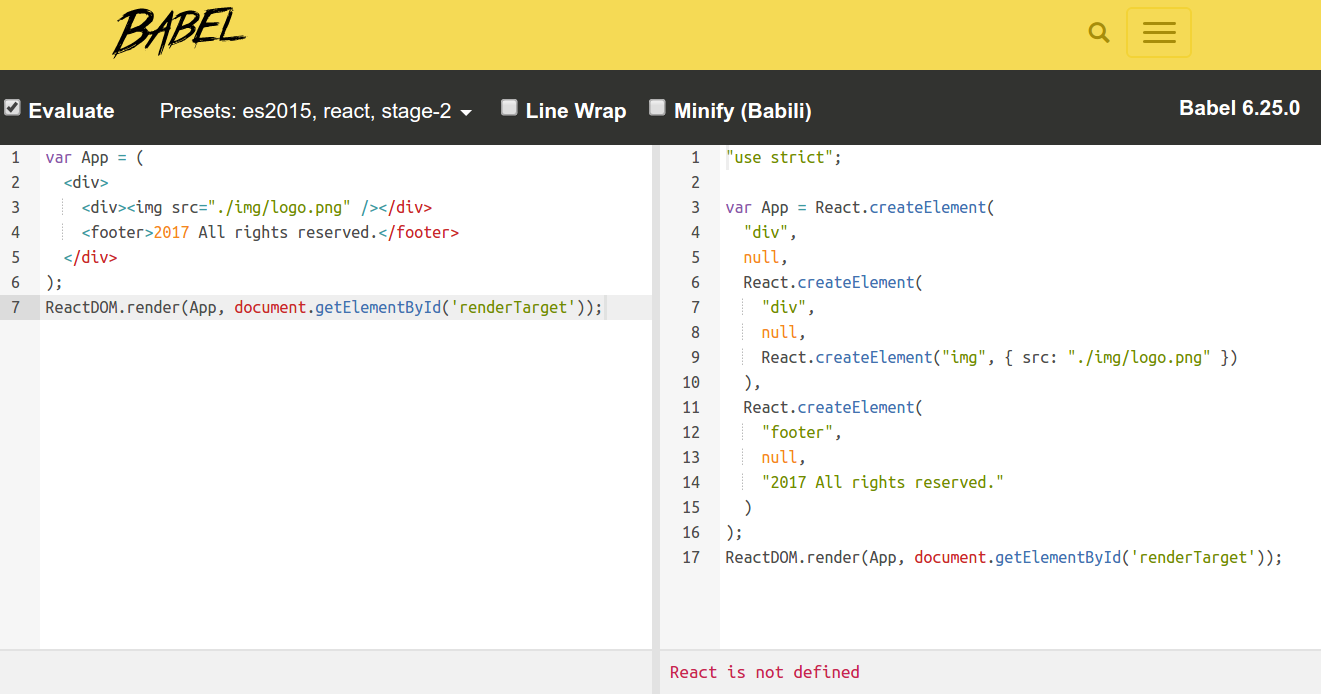 BABEL
Evaluate Presets: es2015, react, stage-2 Line Wrap Minify (Babili) Babel 6.25.0
1 var App = (
2 <div>
3 <div><img src="./img/logo.png" /></div>
4 <footer>2017 All rights reserved.</footer>
5 </div>
6 );
7 ReactDOM.render(App, document.getElementById('renderTarget'));
1 "use strict";
2
3 var App = React.createElement(
4 "div",
5 null,
6 React.createElement(
7 "div",
8 null,
9 React.createElement("img", { src: "./img/logo.png" })
10 ),
11 React.createElement(
12 "footer",
13 null,
14 "2017 All rights reserved."
15 )
16 );
17 ReactDOM.render(App, document.getElementById('renderTarget'));
React is not defined